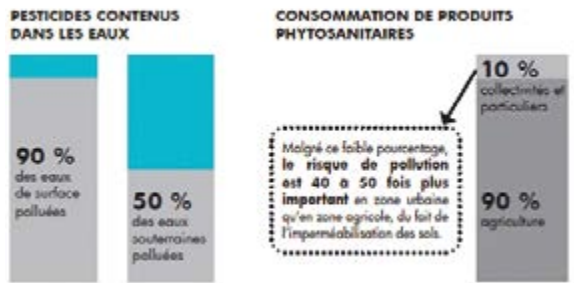 PESTICIDES CONTENUS
DANS LES EAUX
90 %
des eaux
de surface
polluées
50 %
des eaux
souterraines
polluées
CONSOMMATION DE PRODUITS
PHYTOSANITAIRES
10 %
collectivités et
particuliers
Malgré ce faible pourcentage,
le risque de pollution
est 40 à 50 fois plus
important en zone urbaine
qu'en zone agricole, du fait de
l'imperméabilisation des sols.
90 %
agriculture